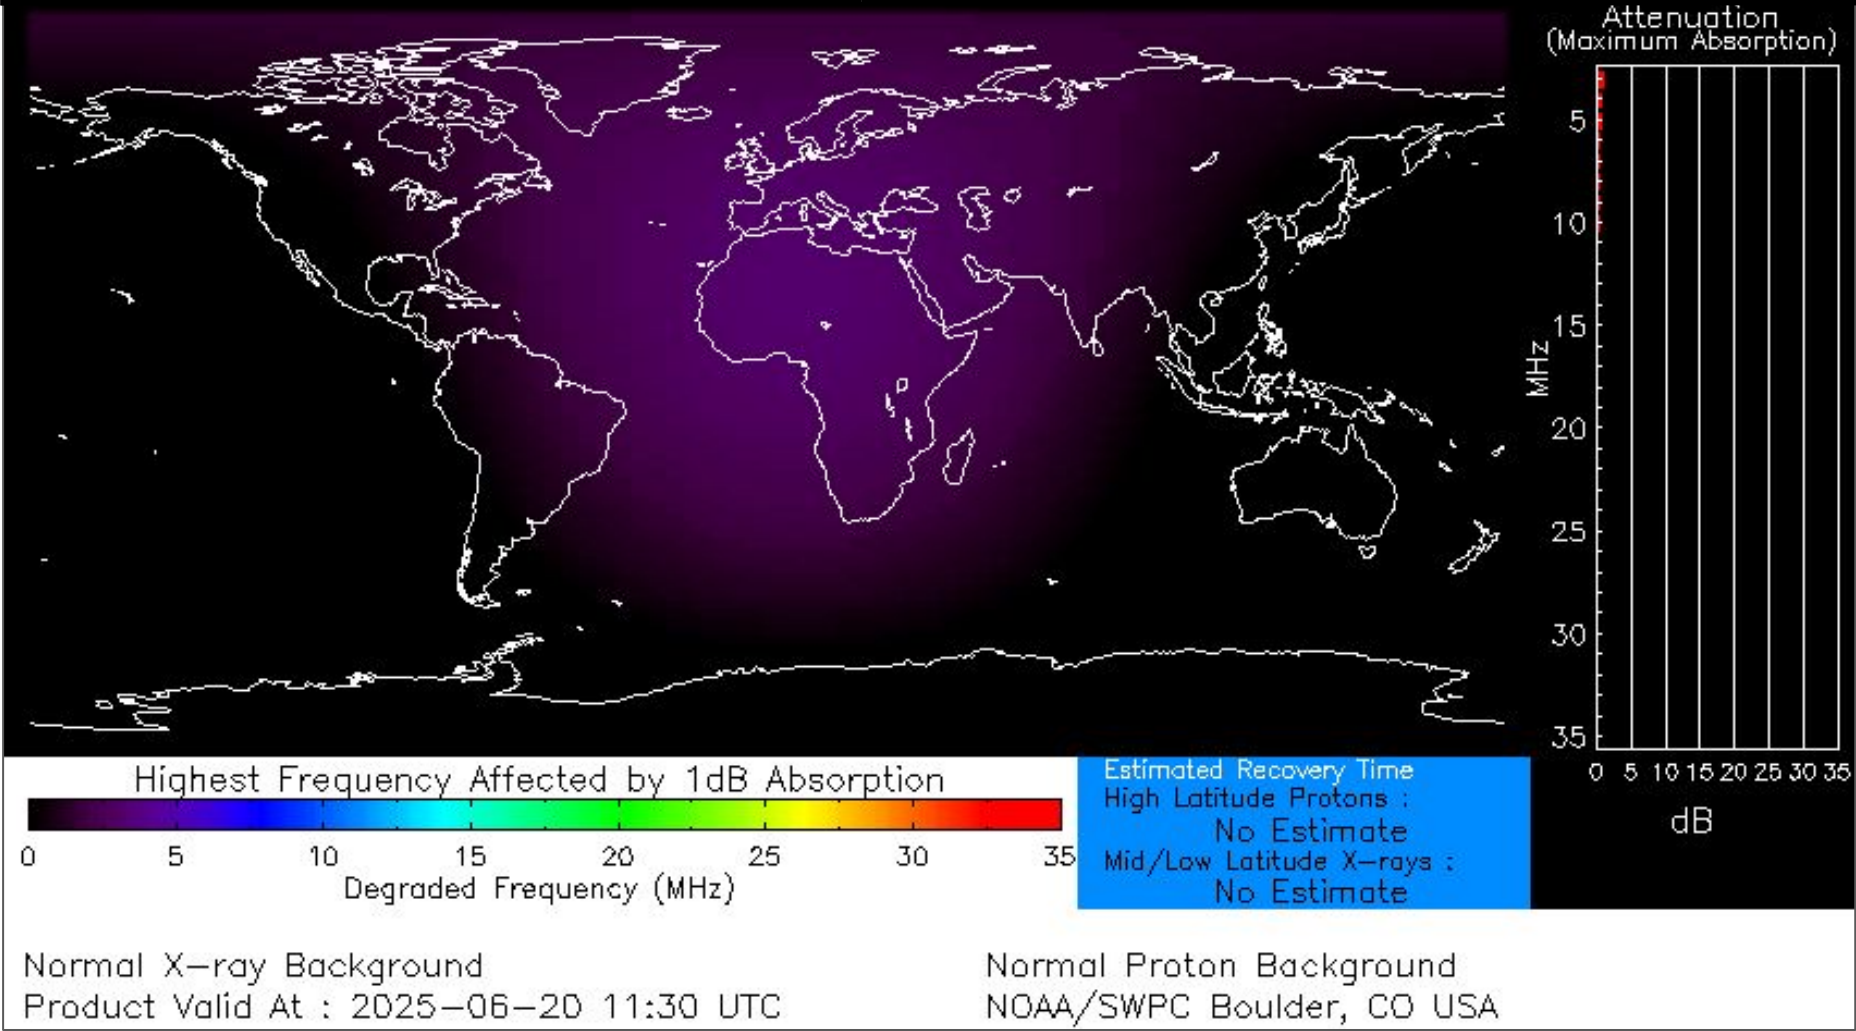 Attenuation
(Maximum Absorption)
5
10
15
20
25
30
35
MHz
0 5 10 15 20 25 30 35
dB
Highest Frequency Affected by 1dB Absorption
0 5 10 15 20 25 30 35
Degraded Frequency (MHz)
Estimated Recovery Time
High Latitude Protons :
No Estimate
Mid/Low Latitude X-rays :
No Estimate
Normal X-ray Background
Product Valid At : 2025-06-20 11:30 UTC
Normal Proton Background
NOAA/SWPC Boulder, CO USA